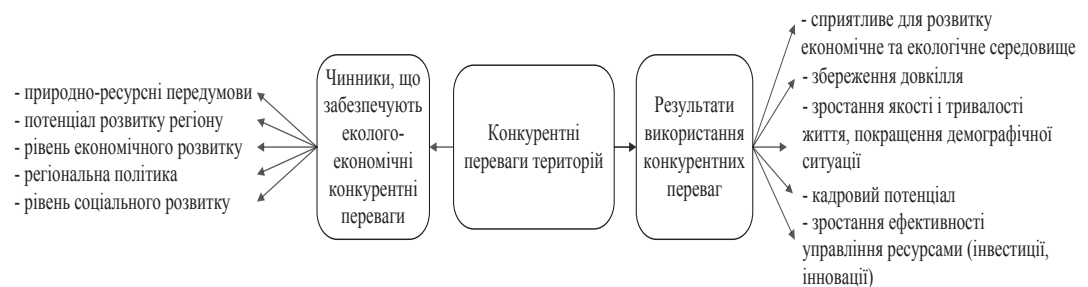 - природно-ресурсні передумови
- потенціал розвитку регіону
- рівень економічного розвитку
- регіональна політика
- рівень соціального розвитку
Чинники, що
забезпечують
еколого-
економічні
конкурентні
переваги
Конкурентні
переваги територій
Результати
використання
конкурентних
переваг
- сприятливе для розвитку
економічне та екологічне середовище
- збереження довкілля
- зростання якості і тривалості
життя, покращення демографічної
ситуації
- кадровий потенціал
- зростання ефективності
управління ресурсами (інвестиції,
інновації)